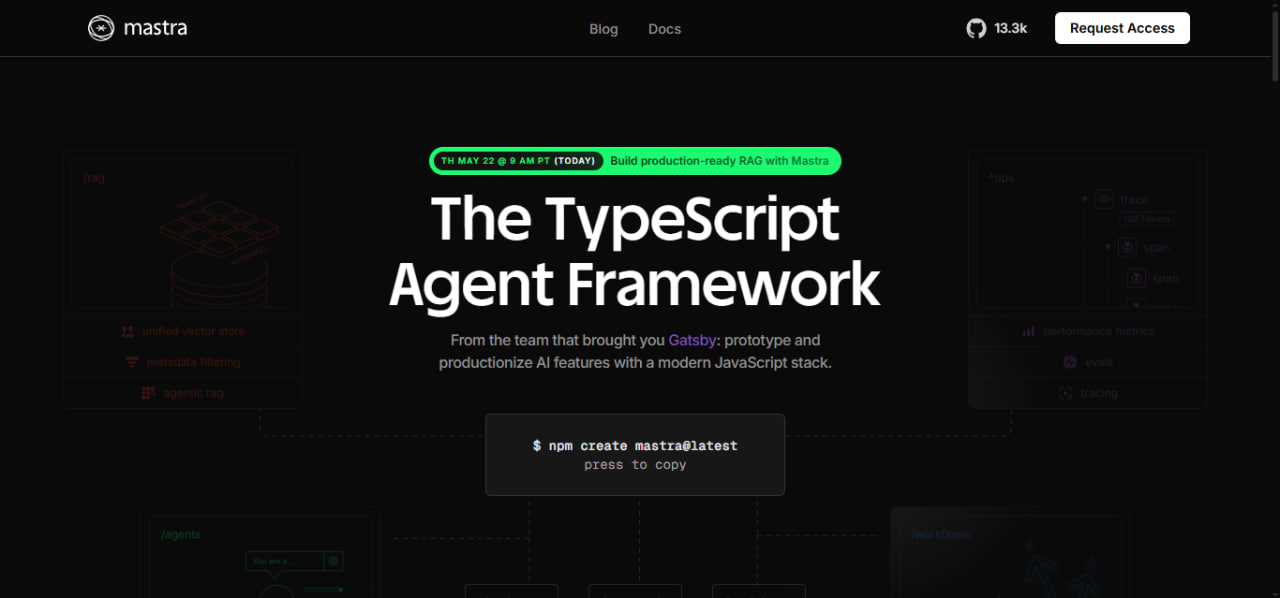 mastra
Blog
Docs
13.3k
Request Access
TH MAY 22 @ 9 AM PT (TODAY) Build production-ready RAG with Mastra
The TypeScript
Agent Framework
From the team that brought you Gatsby: prototype and
productionize AI features with a modern JavaScript stack.
$ npm create mastra@latest
press to copy
/rag
unified vector store
metadata filtering
agentic rag
*ops
trace
140 Tokens
span
span
performance metrics
evals
tracing
/agents
You are a...
/workflows